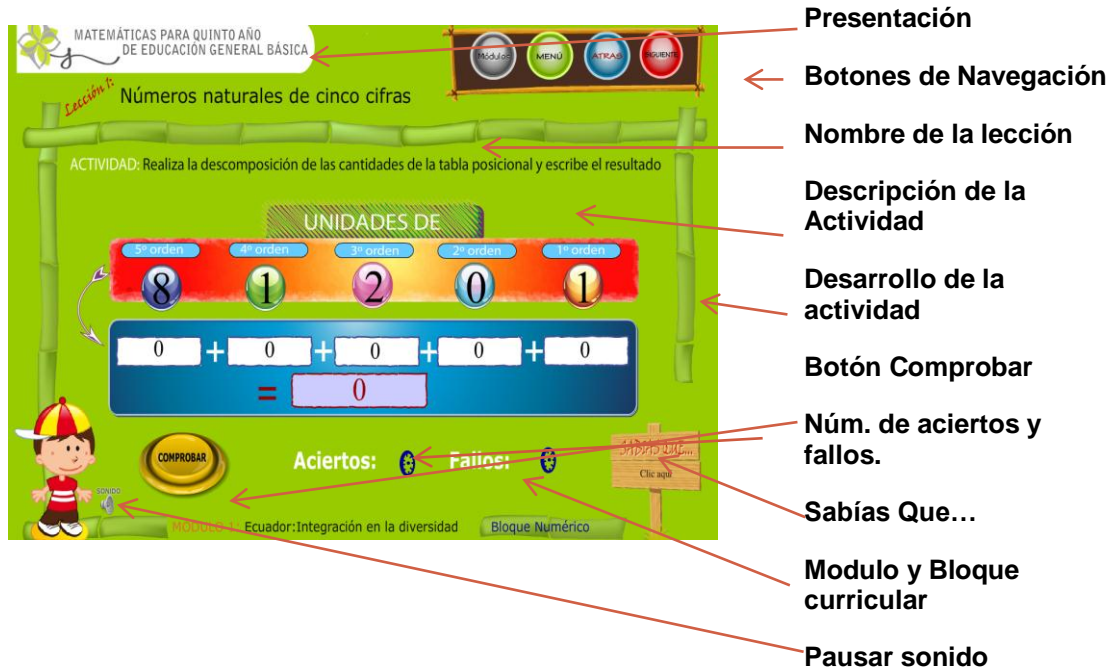 MATEMÁTICAS PARA QUINTO AÑO
DE EDUCACIÓN GENERAL BÁSICA
Módulos
MENÚ
ATRAS
SIGUIENTE
Lección 1:
Números naturales de cinco cifras
ACTIVIDAD: Realiza la descomposición de las cantidades de la tabla posicional y escribe el resultado
UNIDADES DE
5º orden 4º orden 3º orden 2º orden 1º orden
8 1 2 0 1
0 + 0 + 0 + 0 + 0
= 0
COMPROBAR
Aciertos: 0 Fallos: 0
SABÍAS QUE...
Clic aquí
SONIDO
MÓDULO 1: Ecuador:Integración en la diversidad
Bloque Numérico
Presentación
Botones de Navegación
Nombre de la lección
Descripción de la
Actividad
Desarrollo de la
actividad
Botón Comprobar
Núm. de aciertos y
fallos.
Sabías Que…
Modulo y Bloque
curricular
Pausar sonido